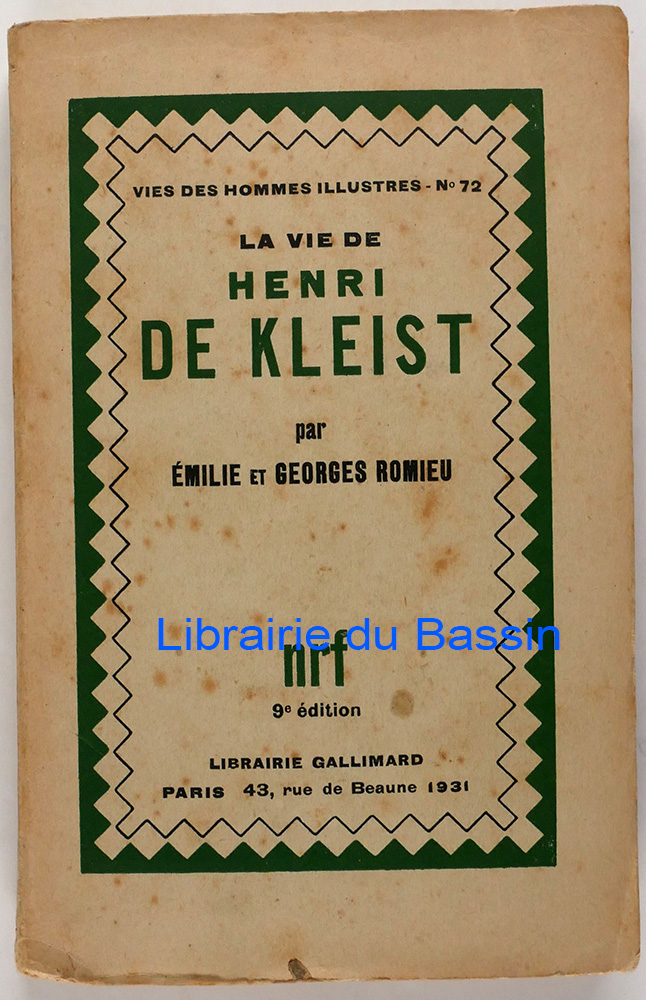 VIES DES HOMMES ILLUSTRES - Nº 72
LA VIE DE
HENRI
DE KLEIST
par
ÉMILIE ET GEORGES ROMIEU
Librairie du Bassin
nrf
9e édition
LIBRAIRIE GALLIMARD
PARIS 43, rue de Beaune 1931